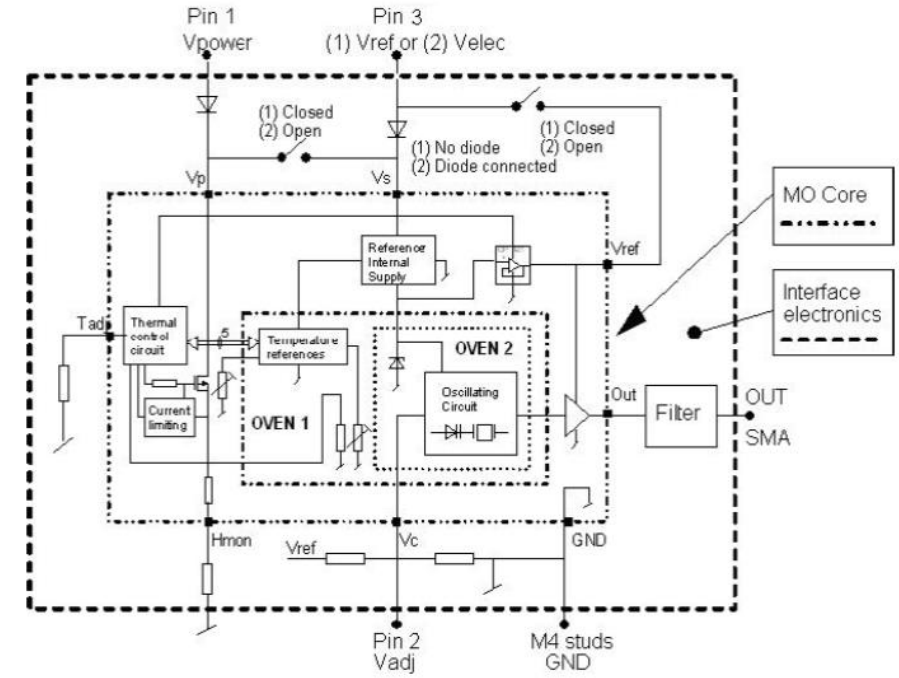 Pin 1
Vpower
Pin 3
(1) Vref or (2) Velec
(1) Closed
(2) Open
(1) Closed
(2) Open
(1) No diode
(2) Diode connected
Vp
Vs
MO Core
Vref
Reference
Internal
Supply
Interface
electronics
Tadj
Thermal
control
circuit
5
Temperature
references
OVEN 2
Oscillating
Circuit
Current
limiting
OVEN 1
Out
Filter
OUT
SMA
Hmon
Vref
Vc
GND
Pin 2
Vadj
M4 studs
GND